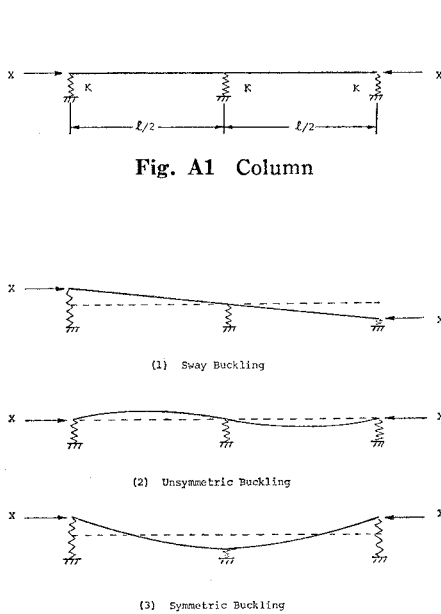 X X
K K K
ℓ/2 ℓ/2
Fig. A1 Column
X X
(1) Sway Buckling
X X
(2) Unsymmetric Buckling
X X
(3) Symmetric Buckling